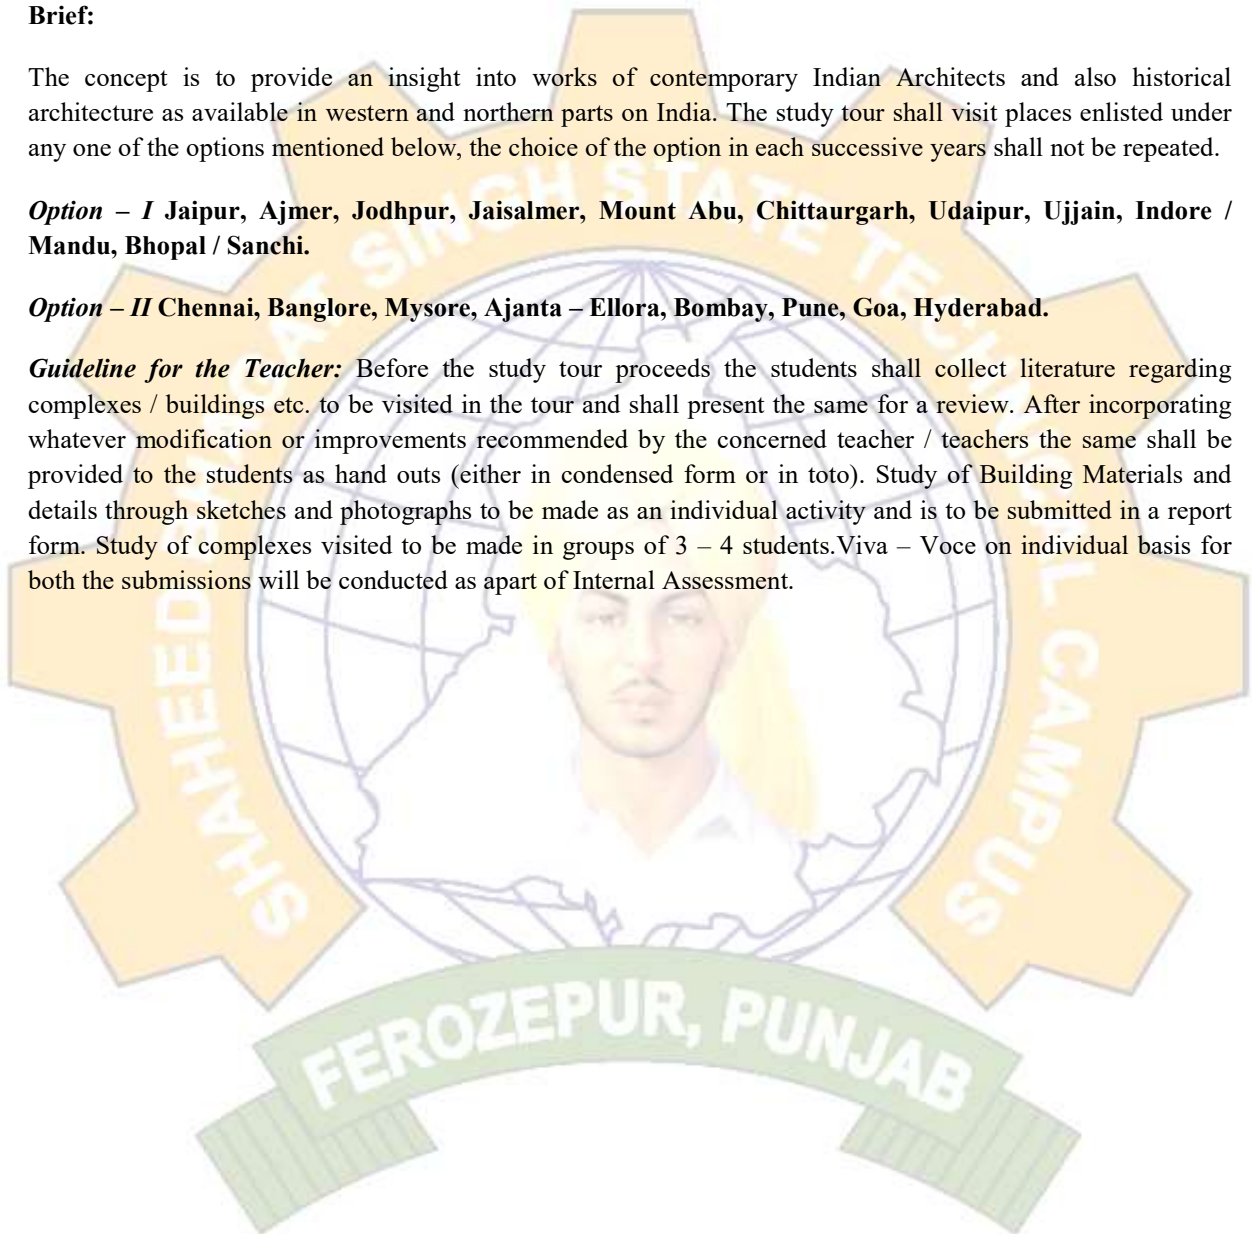 Brief:
The concept is to provide an insight into works of contemporary Indian Architects and also historical
architecture as available in western and northern parts on India. The study tour shall visit places enlisted under
any one of the options mentioned below, the choice of the option in each successive years shall not be repeated.
Option – I Jaipur, Ajmer, Jodhpur, Jaisalmer, Mount Abu, Chittaurgarh, Udaipur, Ujjain, Indore /
Mandu, Bhopal / Sanchi.
Option – II Chennai, Banglore, Mysore, Ajanta – Ellora, Bombay, Pune, Goa, Hyderabad.
Guideline for the Teacher: Before the study tour proceeds the students shall collect literature regarding
complexes / buildings etc. to be visited in the tour and shall present the same for a review. After incorporating
whatever modification or improvements recommended by the concerned teacher / teachers the same shall be
provided to the students as hand outs (either in condensed form or in toto). Study of Building Materials and
details through sketches and photographs to be made as an individual activity and is to be submitted in a report
form. Study of complexes visited to be made in groups of 3 – 4 students.Viva – Voce on individual basis for
both the submissions will be conducted as apart of Internal Assessment.
SHAHEED BHAGAT SINGH STATE TECHNICAL CAMPUS
FEROZEPUR, PUNJAB